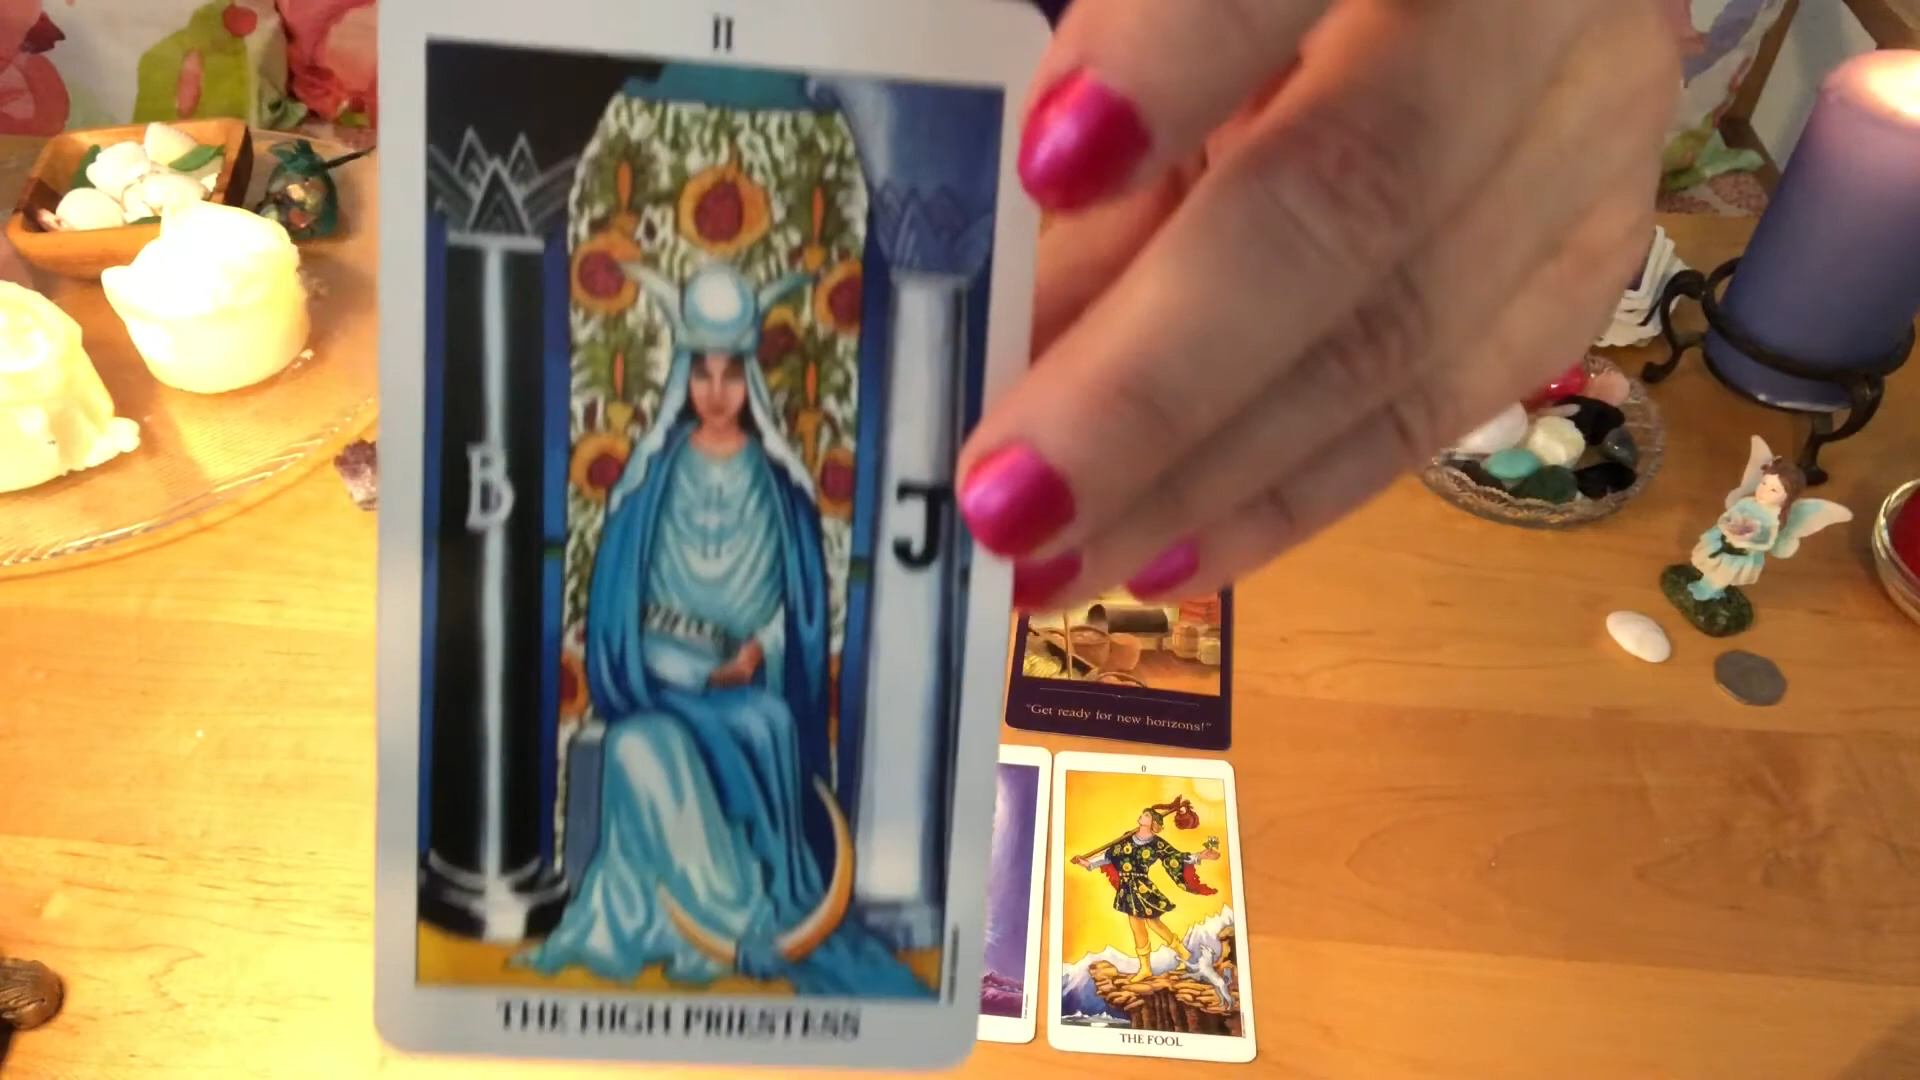 II
B
J
THE HIGH PRIESTESS
"Get ready for new horizons!"
0
THE FOOL